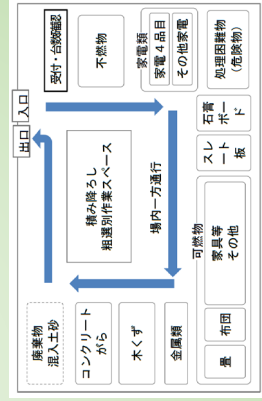 出口
入口
受付・台数確認
不燃物
家電類
家電４品目
その他家電
処理困難物
(危険物)
石膏
ボード
スレート
板
可燃物
家具等
その他
布団
畳
金属類
木くず
コンクリート
がら
廃棄物
混入土砂
積み降ろし
粗選別作業スペース
場内一方通行